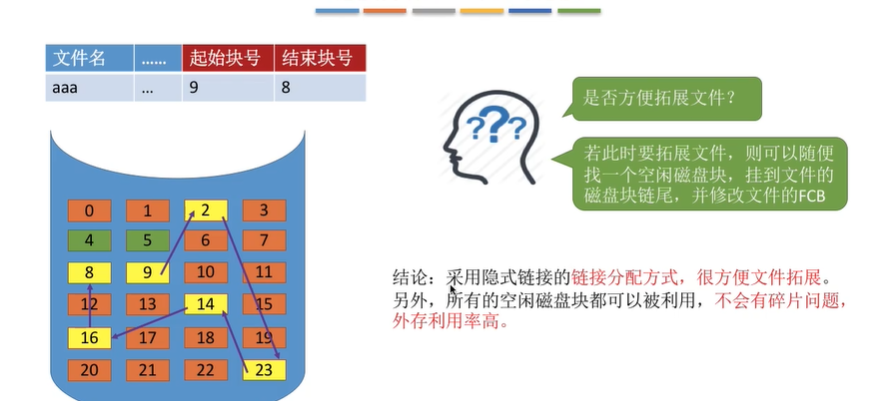 文件名 …… 起始块号 结束块号
aaa … 9 8
是否方便拓展文件？
若此时要拓展文件，则可以随便
找一个空闲磁盘块，挂到文件的
磁盘块链尾，并修改文件的FCB
0 1 2 3
4 5 6 7
8 9 10 11
12 13 14 15
16 17 18 19
20 21 22 23
结论：采用隐式链接的链接分配方式，很方便文件拓展。
另外，所有的空闲磁盘块都可以被利用，不会有碎片问题，
外存利用率高。